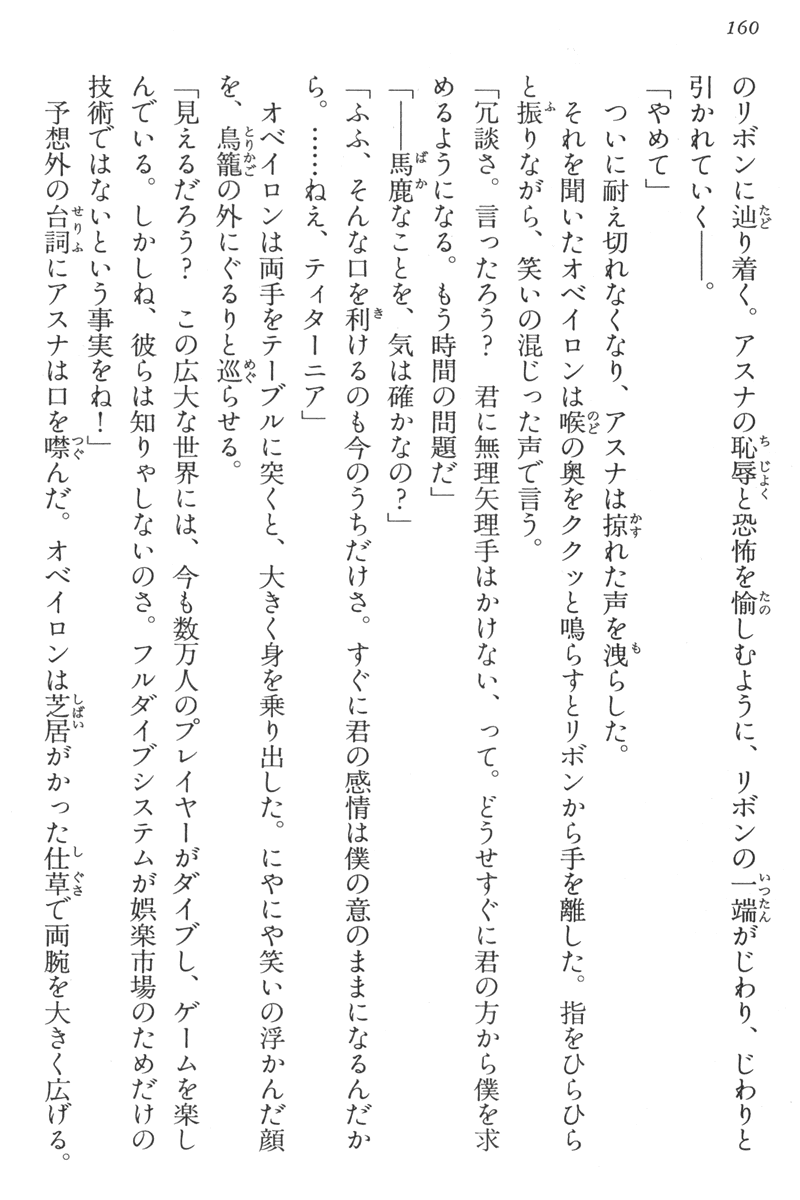 160
のリボンに辿り着く。アスナの恥辱と恐怖を愉しむように、リボンの一端がじわり、じわりと
引かれていく――。
「やめて」
ついに耐え切れなくなり、アスナは掠れた声を洩らした。
それを聞いたオベイロンは喉の奥をククッと鳴らすとリボンから手を離した。指をひらひら
と振りながら、笑いの混じった声で言う。
「冗談さ。言ったろう？　君に無理矢理手はかけない、って。どうせすぐに君の方から僕を求
めるようになる。もう時間の問題だ」
「――馬鹿なことを、気は確かなの？」
「ふふ、そんな口を利けるのも今のうちだけさ。すぐに君の感情は僕の意のままになるんだか
ら。……ねえ、ティターニア」
オベイロンは両手をテーブルに突くと、大きく身を乗り出した。にやにや笑いの浮かんだ顔
を、鳥籠の外にぐるりと巡らせる。
「見えるだろう？　この広大な世界には、今も数万人のプレイヤーがダイブし、ゲームを楽し
んでいる。しかしね、彼らは知りゃしないのさ。フルダイブシステムが娯楽市場のためだけの
技術ではないという事実をね！」
予想外の台詞にアスナは口を噤んだ。オベイロンは芝居がかった仕草で両腕を大きく広げる。